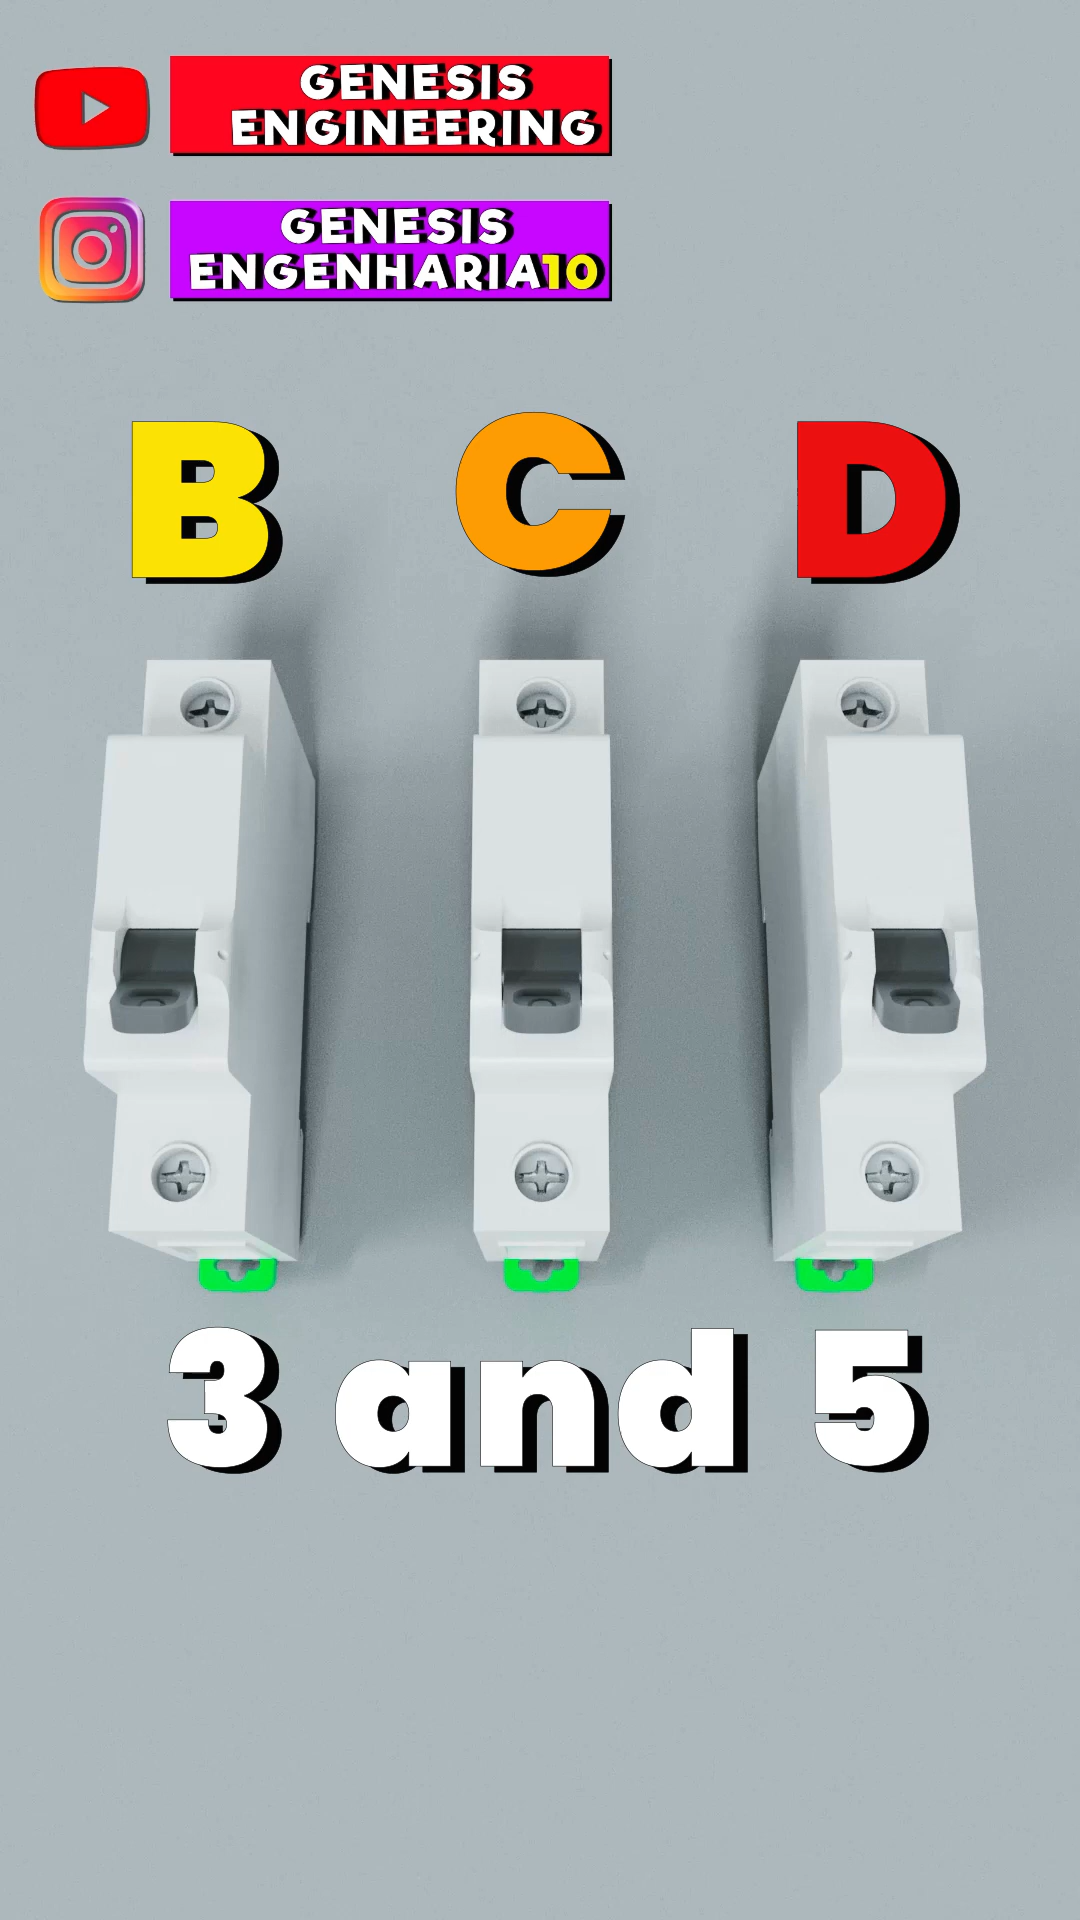 GENESIS
ENGINEERING
GENESIS
ENGENHARIA10
B C D
3 and 5